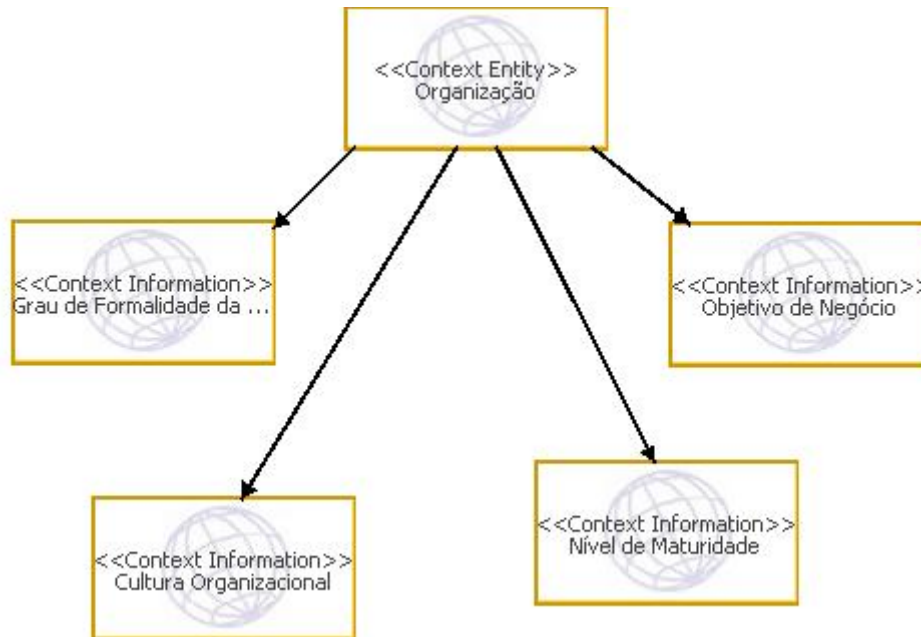 <<Context Entity>>
Organização
<<Context Information>>
Grau de Formalidade da ...
<<Context Information>>
Objetivo de Negócio
<<Context Information>>
Nível de Maturidade
<<Context Information>>
Cultura Organizacional